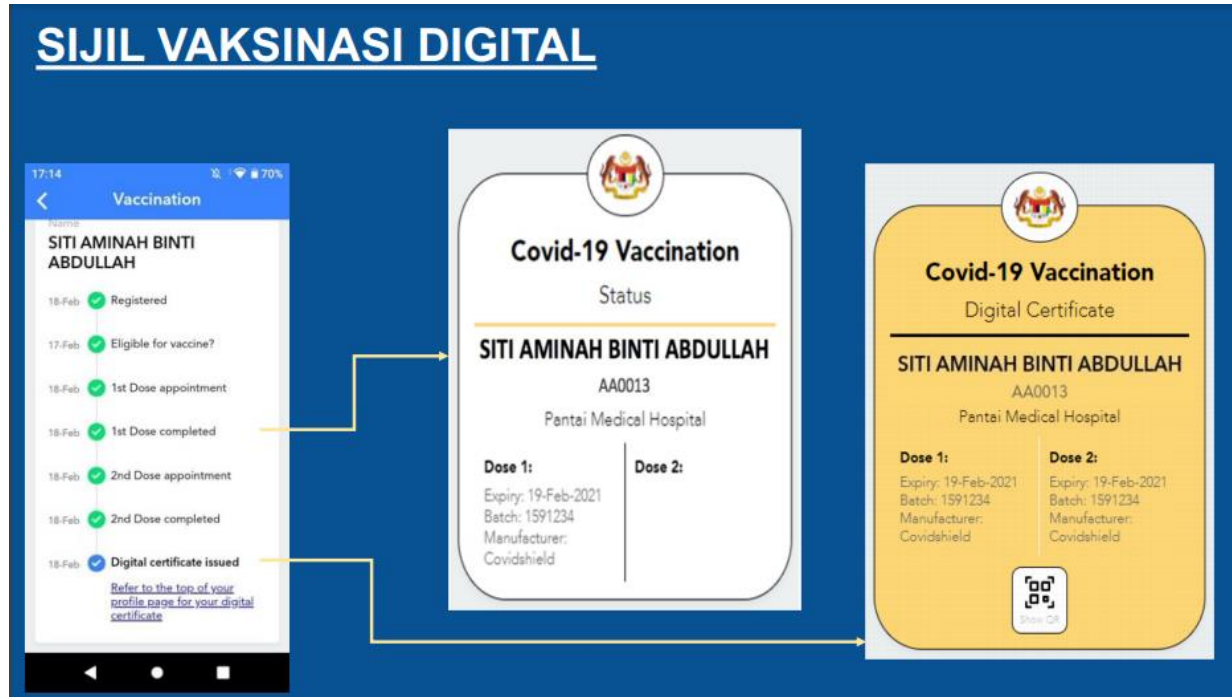 SIJIL VAKSINASI DIGITAL
17:14
70%
Vaccination
Name
SITI AMINAH BINTI
ABDULLAH
18-Feb Registered
17-Feb Eligible for vaccine?
18-Feb 1st Dose appointment
18-Feb 1st Dose completed
18-Feb 2nd Dose appointment
18-Feb 2nd Dose completed
18-Feb Digital certificate issued
Refer to the top of your
profile page for your digital
certificate
Covid-19 Vaccination
Status
SITI AMINAH BINTI ABDULLAH
AA0013
Pantai Medical Hospital
Dose 1:
Expiry: 19-Feb-2021
Batch: 1591234
Manufacturer:
Covidshield
Dose 2:
Covid-19 Vaccination
Digital Certificate
SITI AMINAH BINTI ABDULLAH
AA0013
Pantai Medical Hospital
Dose 1:
Expiry: 19-Feb-2021
Batch: 1591234
Manufacturer:
Covidshield
Dose 2:
Expiry: 19-Feb-2021
Batch: 1591234
Manufacturer:
Covidshield
Show QR